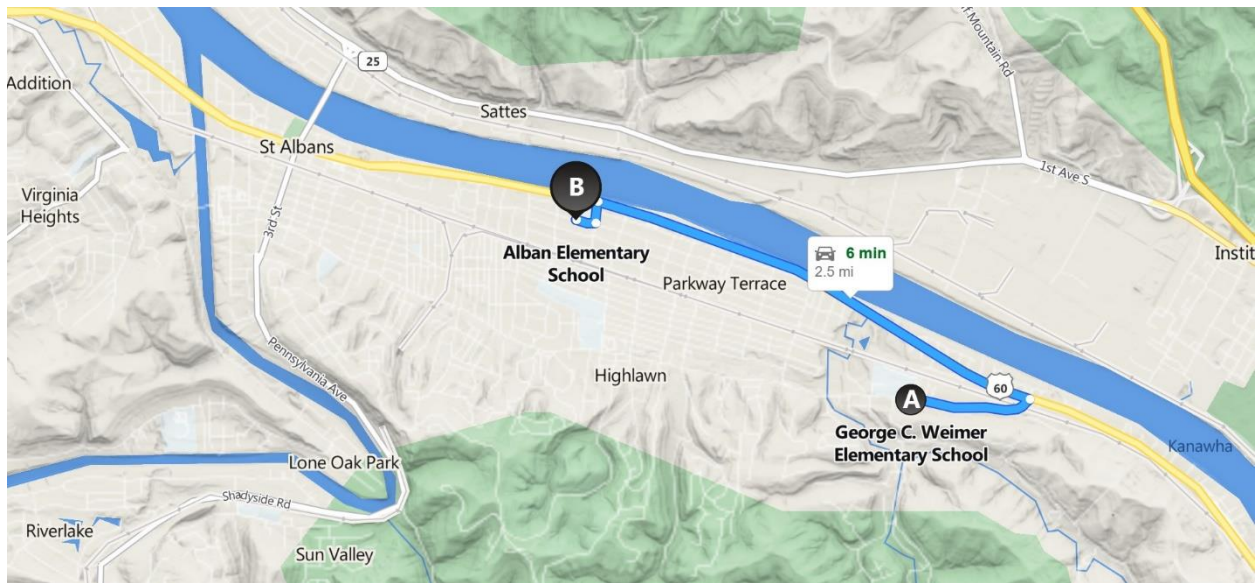 25
f-Mountain Rd
Addition
Sattes
St Albans
1st Ave S
B
Virginia
Heights
3rd St
Alban Elementary
School
6 min
2.5 mi
Instit
Parkway Terrace
Pennsylvania Ave
Highlawn
60
A
George C. Weimer
Elementary School
Kanawha
Lone Oak Park
Shadyside Rd
Riverlake
Sun Valley